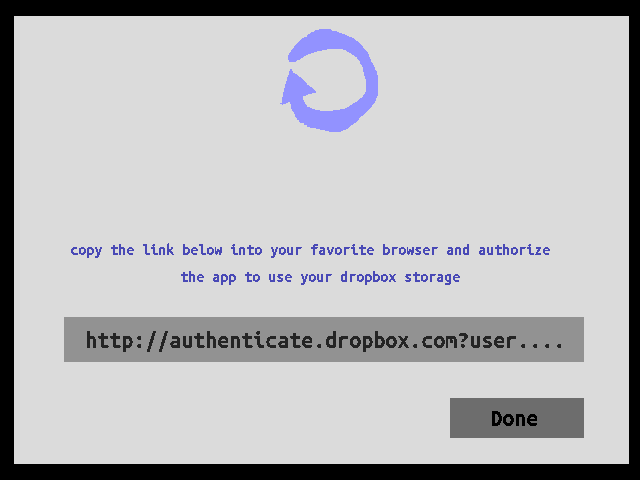 copy the link below into your favorite browser and authorize
the app to use your dropbox storage
http://authenticate.dropbox.com?user....
Done